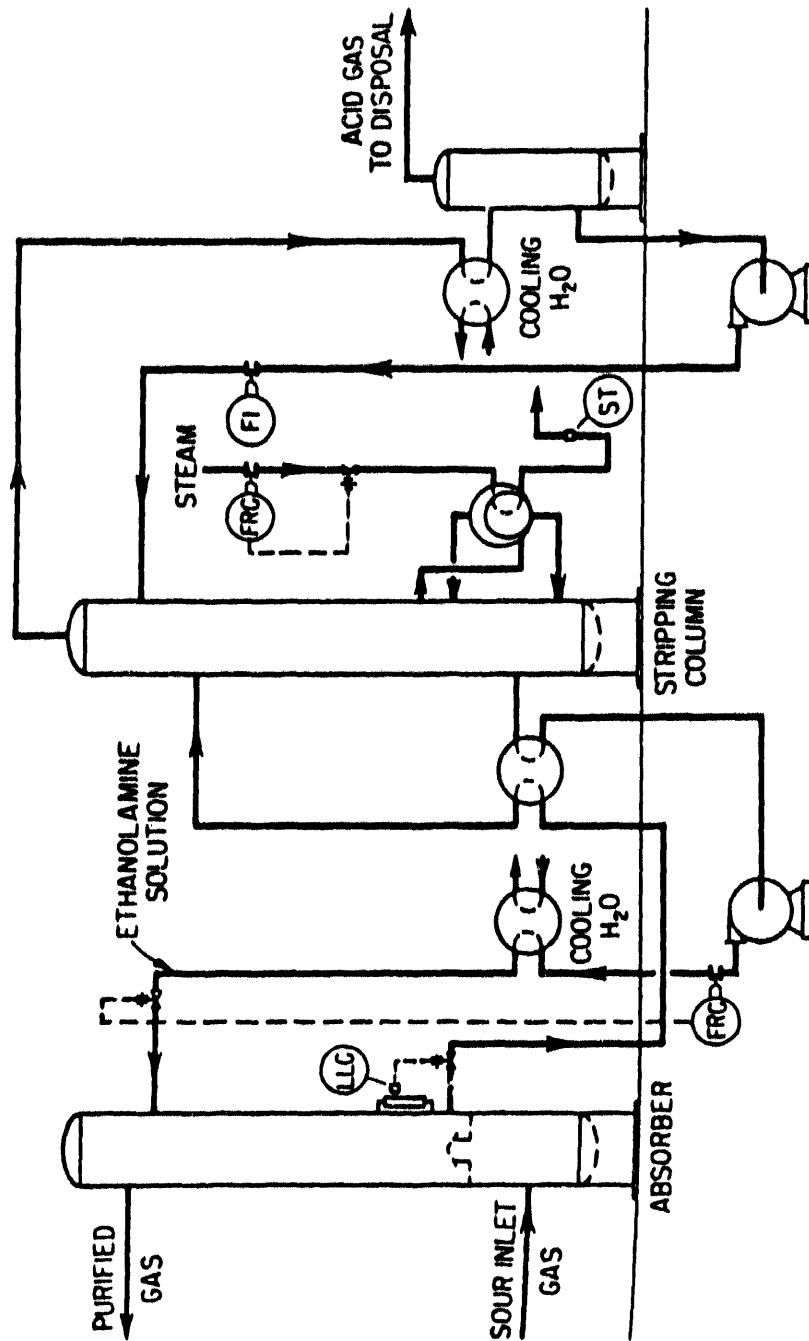 PURIFIED
GAS
SOUR INLET
GAS
ABSORBER
LLC
FRC
ETHANOLAMINE
SOLUTION
COOLING
H₂O
STRIPPING
COLUMN
STEAM
FRC
FI
ST
COOLING
H₂O
ACID GAS
TO DISPOSAL